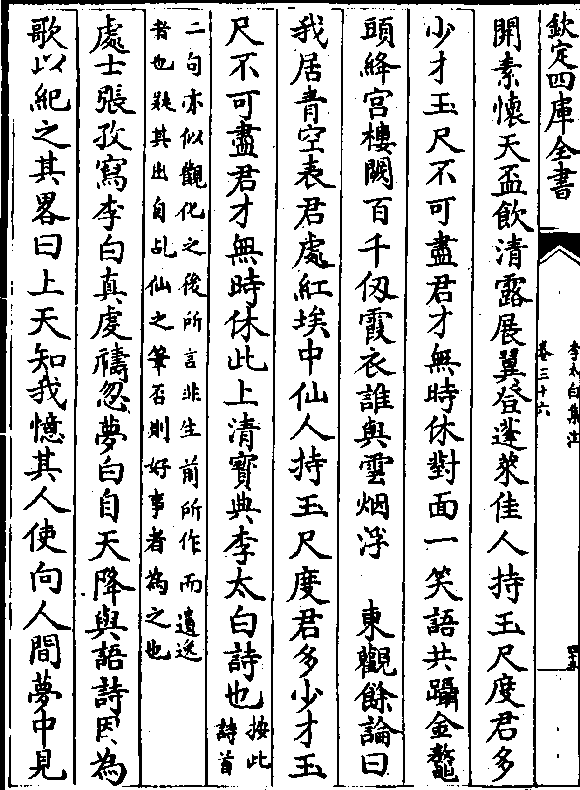 欽定四庫全書
李太白集注
卷三十六
開素懷天盃飲清露展翼登蓬萊佳人持玉尺度君多
少才玉尺不可盡君才無時休對面一笑語共躡金鼇
頭絳宮樓闕百千仞霞衣誰與雲烟浮 東觀餘論曰
我居青空表君處紅埃中仙人持玉尺度君多少才玉
尺不可盡君才無時休此上清寶典李太白詩也按此
詩首
二句亦似觀化之後所言非生前所作而遺逸
者也疑其出自乩仙之筆否則好事者為之也
處士張孜寫李白真虔禱忽夢白自天降與語詩因為
歌以紀之其畧曰上天知我憶其人使向人間夢中見